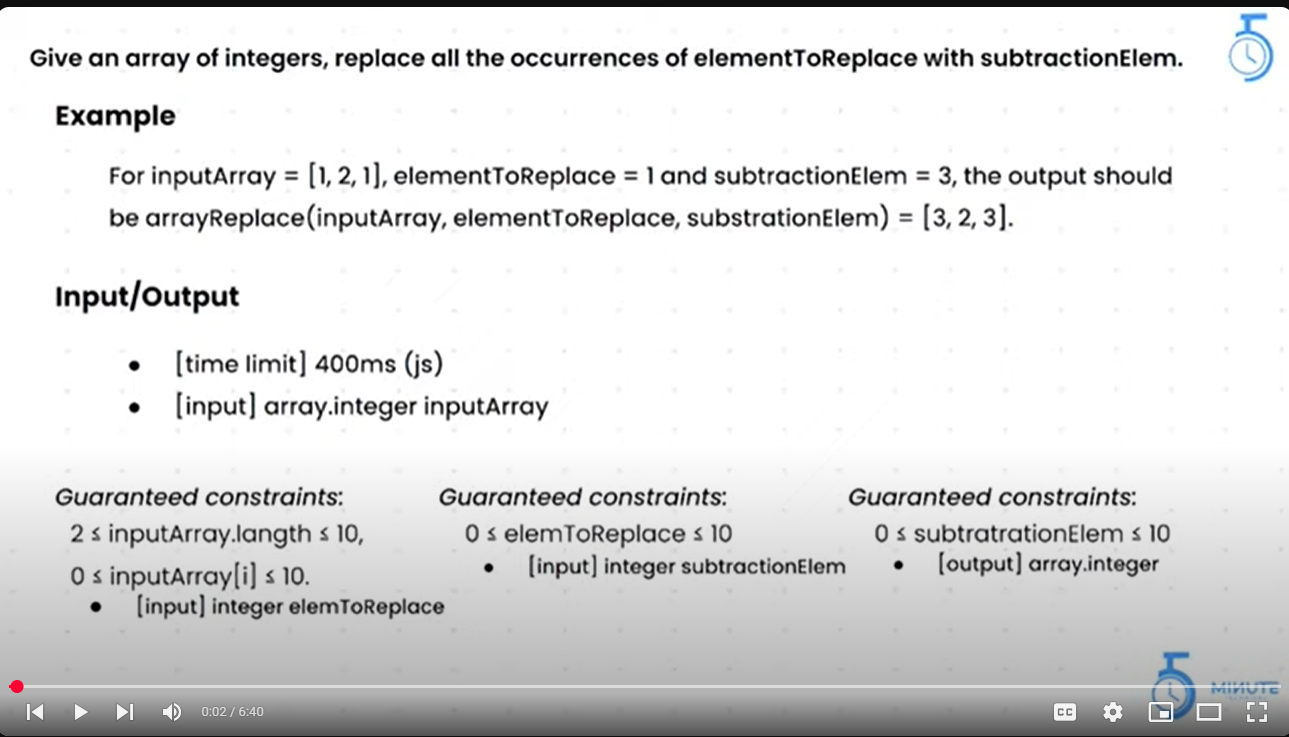 Give an array of integers, replace all the occurrences of elementToReplace with subtractionElem.
Example
For inputArray = [1, 2, 1], elementToReplace = 1 and subtractionElem = 3, the output should
be arrayReplace(inputArray, elementToReplace, substrationElem) = [3, 2, 3].
Input/Output
• [time limit] 400ms (js)
• [input] array.integer inputArray
Guaranteed constraints:
2 ≤ inputArray.langth ≤ 10,
0 ≤ inputArray[i] ≤ 10.
• [input] integer elemToReplace
Guaranteed constraints:
0 ≤ elemToReplace ≤ 10
• [input] integer subtractionElem
Guaranteed constraints:
0 ≤ subtratrationElem ≤ 10
• [output] array.integer
5
MINUTE
0:02 / 6:40
CC